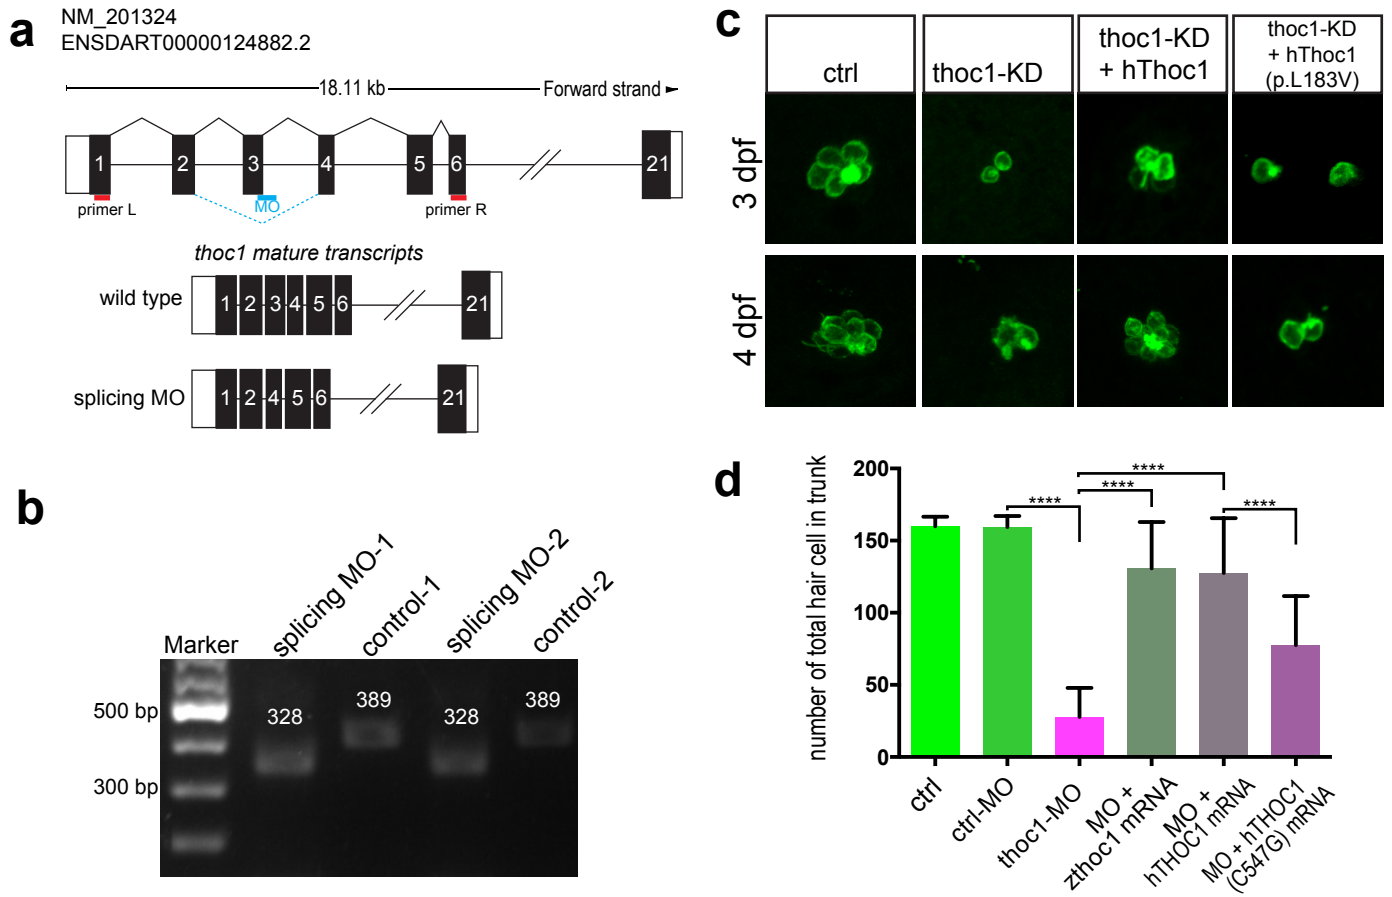 a
NM_201324
ENSDART00000124882.2
18.11 kb
Forward strand
1 2 3 4 5 6 21
primer L
MO
primer R
thoc1 mature transcripts
wild type
1 2 3 4 5 6 21
splicing MO
1 2 4 5 6 21
b
Marker
splicing MO-1
control-1
splicing MO-2
control-2
500 bp
300 bp
328
389
328
389
c
ctrl
thoc1-KD
thoc1-KD
+ hThoc1
thoc1-KD
+ hThoc1
(p.L183V)
3 dpf
4 dpf
d
number of total hair cell in trunk
200
150
100
50
0
****
****
****
****
ctrl
ctrl-MO
thoc1-MO
MO +
zthoc1 mRNA
MO +
hTHOC1 mRNA
MO + hTHOC1
(C547G) mRNA